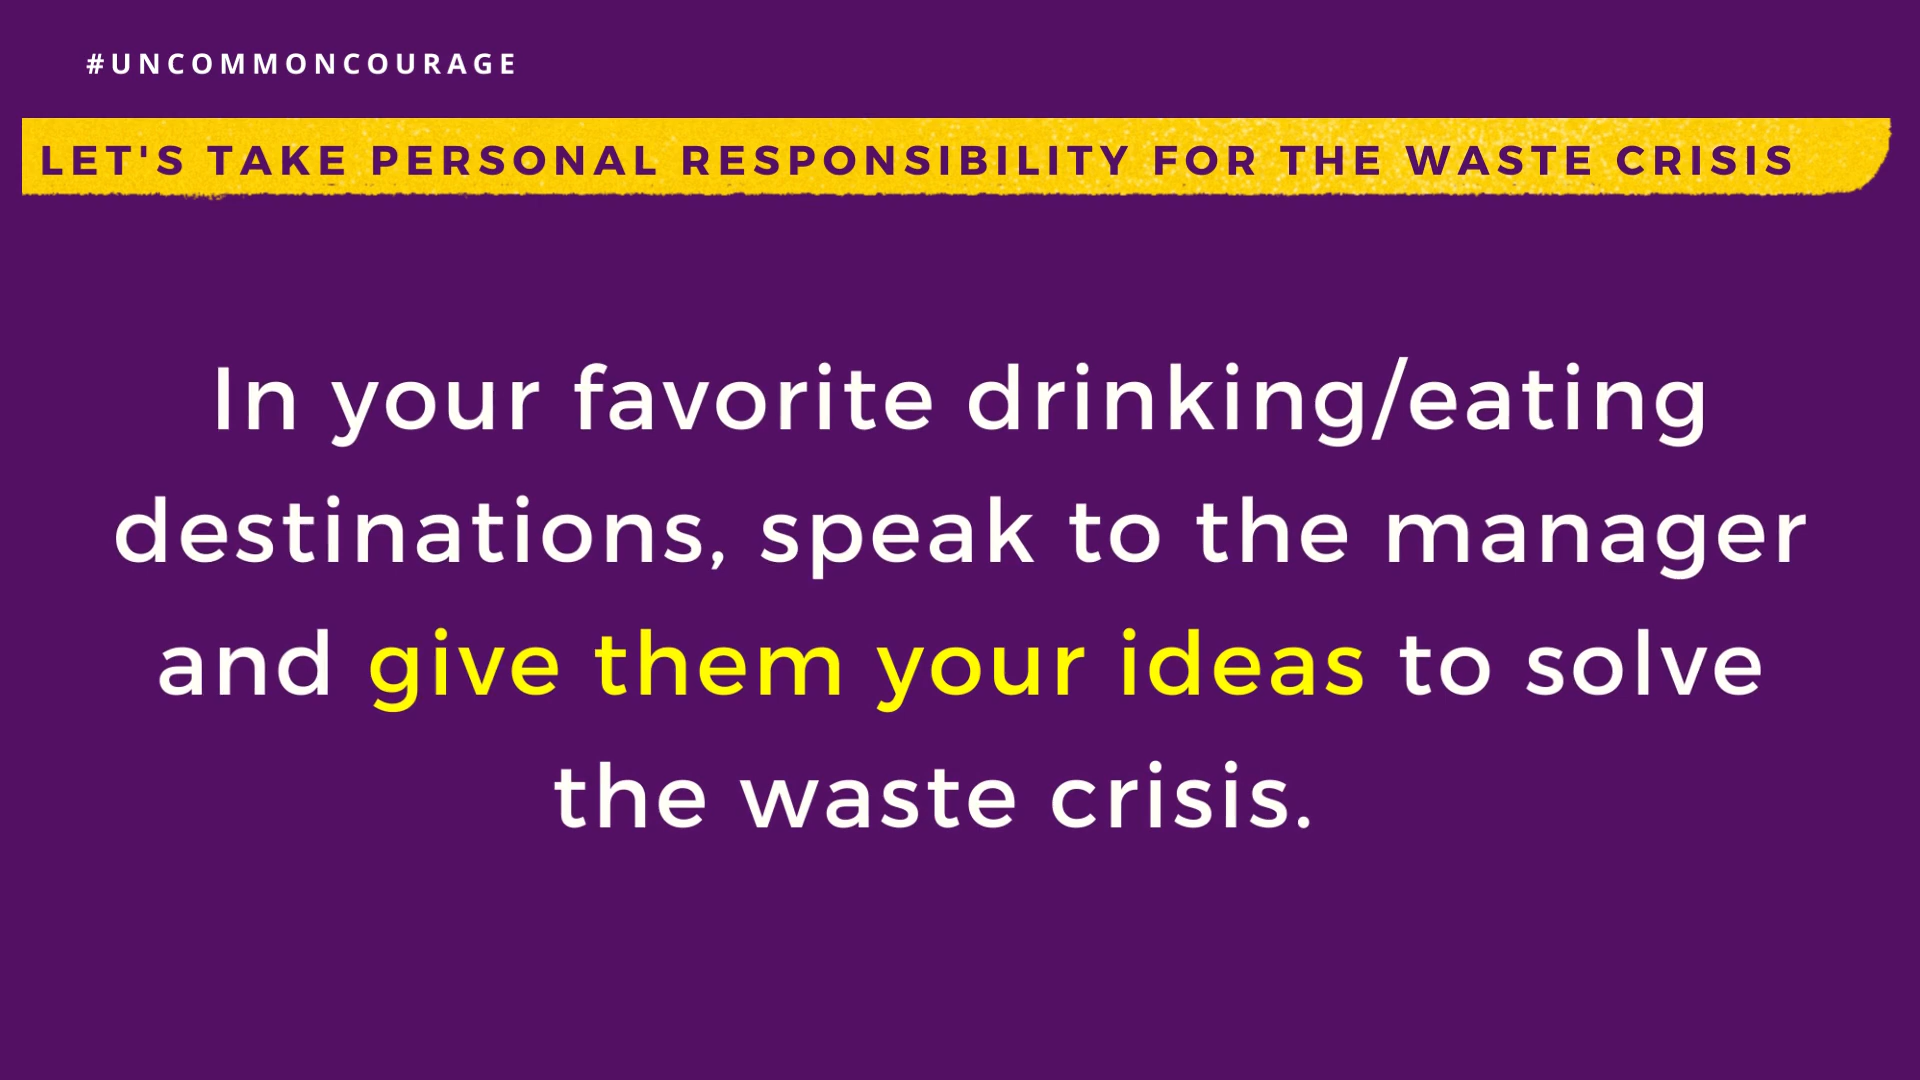 #UNCOMMONCOURAGE
LET'S TAKE PERSONAL RESPONSIBILITY FOR THE WASTE CRISIS
In your favorite drinking/eating
destinations, speak to the manager
and give them your ideas to solve
the waste crisis.